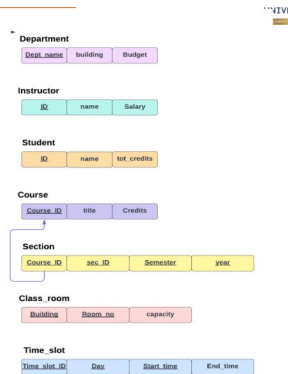 Department
Dept_name building Budget
Instructor
ID name Salary
Student
ID name tot_credits
Course
Course_ID title Credits
Section
Course_ID sec_ID Semester year
Class_room
Building Room_no capacity
Time_slot
Time_slot_ID Day Start_time End_time